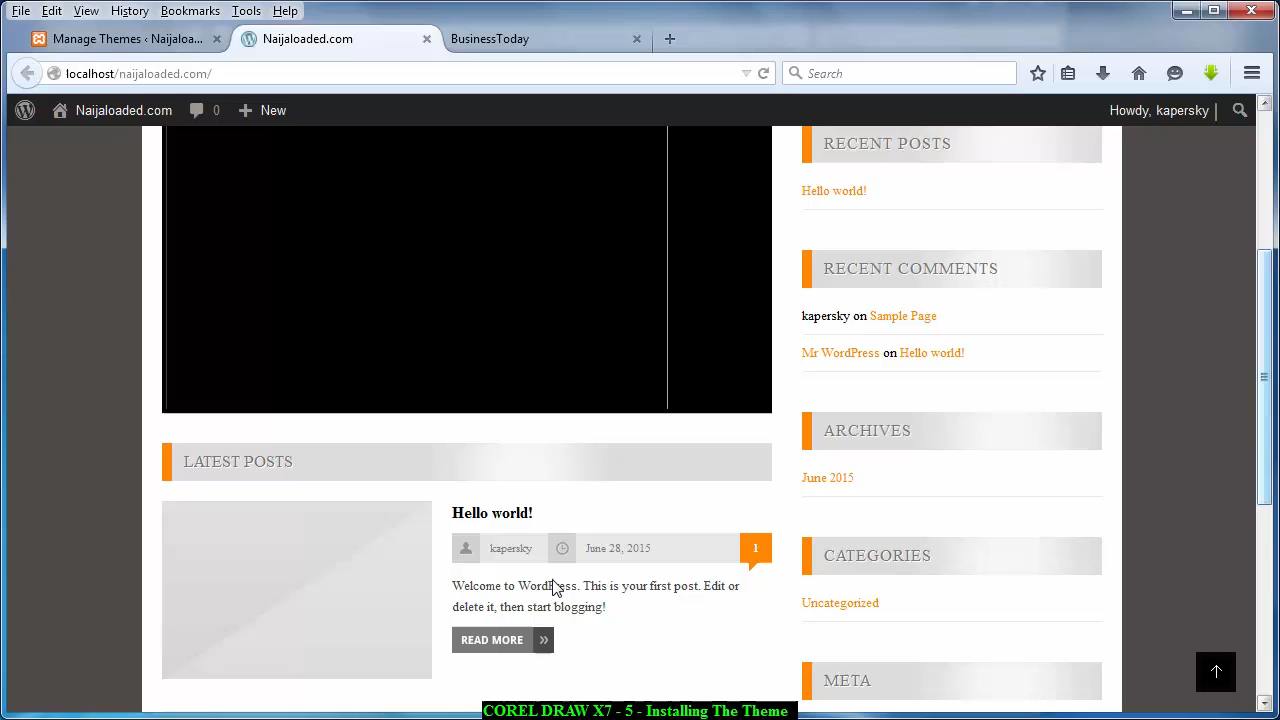 File Edit View History Bookmarks Tools Help
Manage Themes ‹ Naijaloa...
Naijaloaded.com
BusinessToday
localhost/naijaloaded.com/
Search
Naijaloaded.com 0 New
Howdy, kapersky
RECENT POSTS
Hello world!
RECENT COMMENTS
kapersky on Sample Page
Mr WordPress on Hello world!
ARCHIVES
June 2015
CATEGORIES
Uncategorized
META
LATEST POSTS
Hello world!
kapersky June 28, 2015 1
Welcome to WordPress. This is your first post. Edit or
delete it, then start blogging!
READ MORE »
COREL DRAW X7 - 5 - Installing The Theme